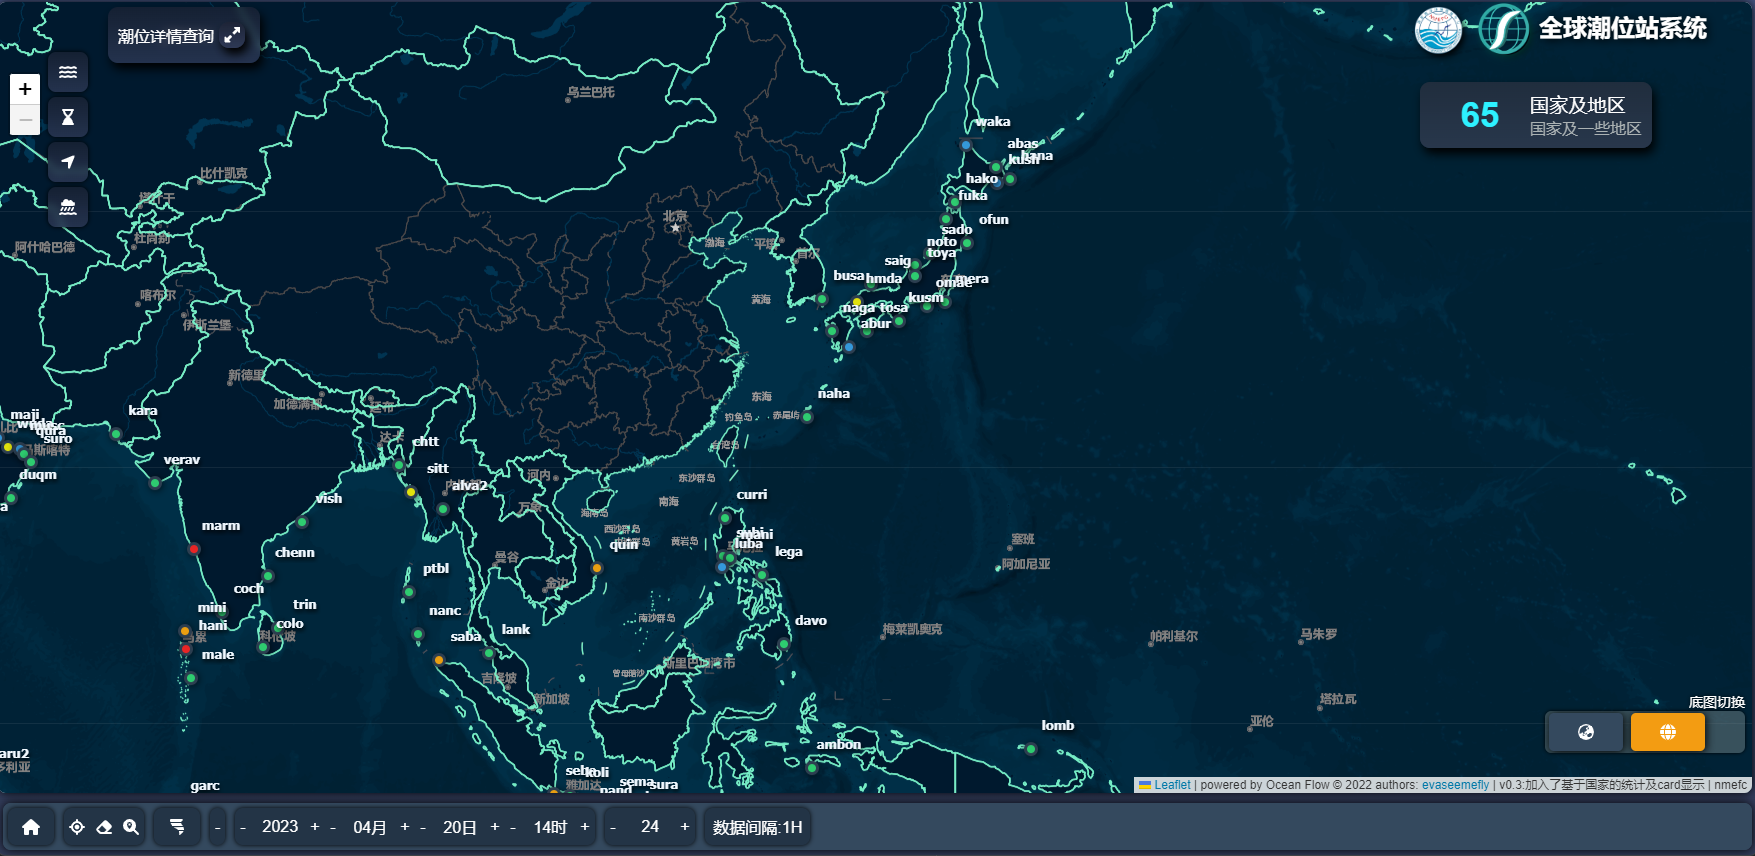 潮位详情查询
全球潮位站系统
65
国家及地区
国家及一些地区
+
−
乌兰巴托
waka
abas
kush
hana
hako
比什凯克
塔什干
fuka
北京
ofun
杜尚别
阿什哈巴德
sado
渤海
平壤
noto
首尔
toya
saig
busa
hmda
mera
omae
喀布尔
黄海
kusm
naga
tosa
伊斯兰堡
abur
新德里
naha
加德满都
廷布
东海
钓鱼岛
赤尾屿
kara
maji
达卡
台湾岛
suro
马斯喀特
chtt
verav
duqm
sitt
河内
东沙群岛
alva2
curri
vish
南海
万象
海南岛
marm
西沙群岛
黄岩岛
subi
mani
quin
luba
塞班
chenn
曼谷
lega
阿加尼亚
ptbl
金边
coch
mini
trin
nanc
南沙群岛
davo
hani
colo
saba
lank
梅莱凯奥克
帕利基尔
马朱罗
科伦坡
male
斯里巴加湾市
曾母暗沙
吉隆坡
新加坡
塔拉瓦
底图切换
亚伦
lomb
ambon
aru2
多利亚
seba
koli
雅加达
sema
sura
pand
garc
Leaflet | powered by Ocean Flow © 2022 authors: evaseemefly | v0.3:加入了基于国家的统计及card显示 | nmefc
- - 2023 + - 04月 + - 20日 + - 14时 + - 24 + 数据间隔:1H